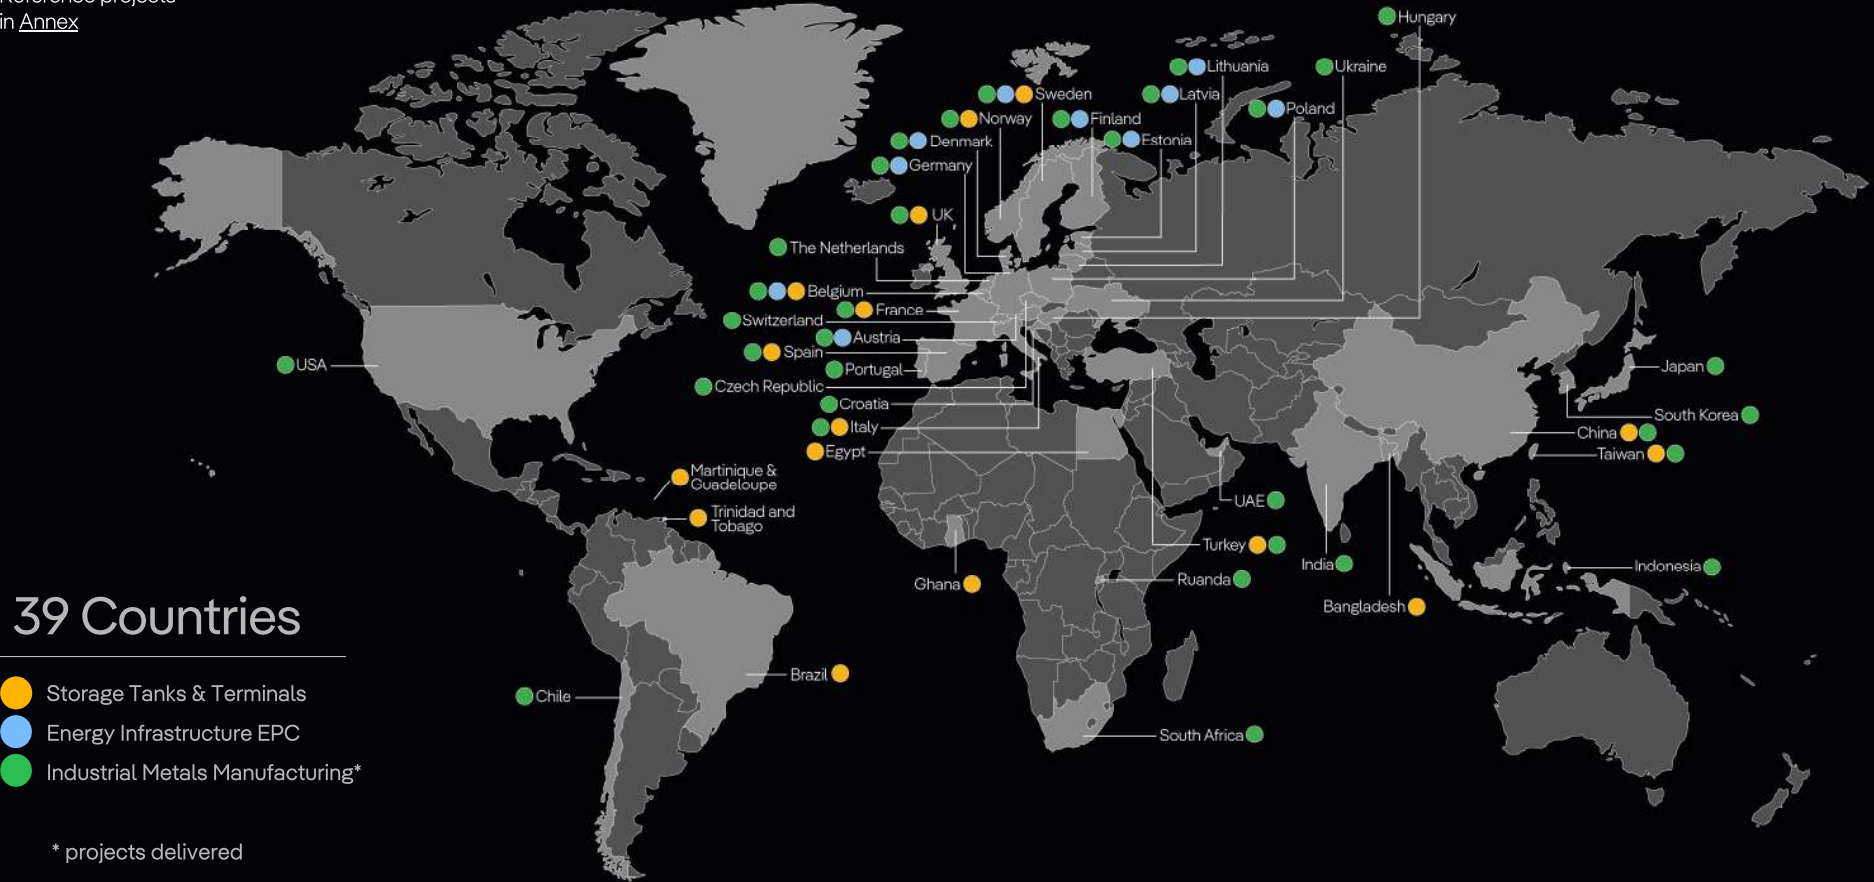 Reference projects
in Annex
Hungary
Lithuania
Ukraine
Sweden
Latvia
Poland
Norway
Finland
Denmark
Estonia
Germany
UK
The Netherlands
Belgium
France
Switzerland
Austria
Spain
USA
Portugal
Japan
Czech Republic
Croatia
South Korea
Italy
China
Egypt
Taiwan
Martinique &
Guadeloupe
UAE
Trinidad and
Tobago
Turkey
India
Indonesia
Ghana
Ruanda
Bangladesh
39 Countries
Brazil
Storage Tanks & Terminals
Chile
Energy Infrastructure EPC
South Africa
Industrial Metals Manufacturing*
* projects delivered